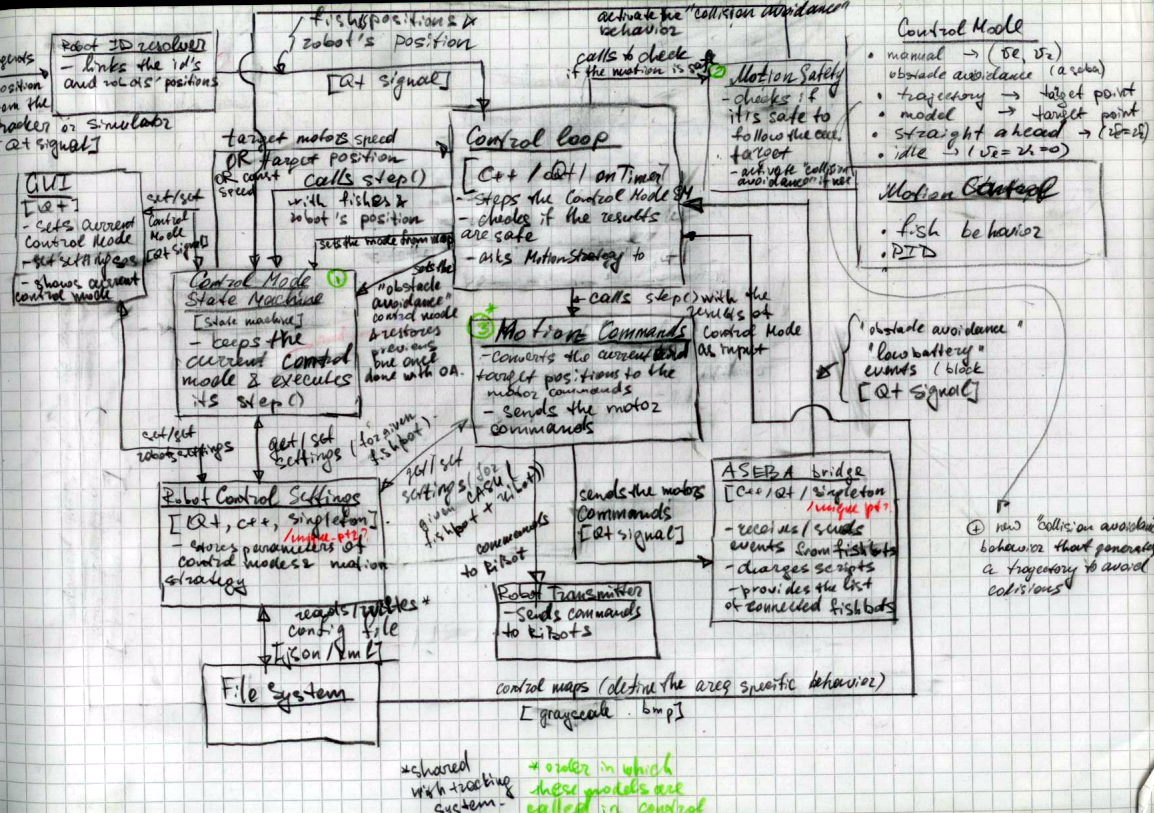 fish positions &
robot's position
[Qt signal]
activate the "collision avoidance"
behavior
calls to check
if the motion is safe
Robot ID resolver
- links the id's
and robots' positions
agents
position
from the
tracker or simulator
Qt signal]
Control Mode
• manual → (vl, vr)
obstacle avoidance (aseba)
• trajectory → target point
• model → target point
• straight ahead → (vl=vr)
• idle → (vl=vr=0)
② Motion Safety
- checks if
it's safe to
follow the
target
- activate "collision
avoidance" if not
Motion Control
• fish behavior
• PID
Control loop
[C++ / Qt / onTimer]
- steps the Control Mode SM
- checks if the results
are safe
- asks MotionStrategy to
target motors speed
OR target position
OR const
speed
calls step()
with fishes &
robot's position
sets the mode from map
GUI
[Qt]
- sets current
Control Mode
- set settings
- shows current
control mode
set/get
Control
Mode
[Qt signal]
Control Mode ①
State Machine
[state machine]
- keeps the
current Control
mode & executes
its step()
sets the
"obstacle
avoidance"
control mode
& restores
previous
one once
done with OA.
calls step() with the
results of
Control Mode
as input
*
③ Motion Commands
- converts the current and
target positions to the
motor commands
- sends the motor
commands
"obstacle avoidance"
"low battery"
events (block
[Qt signal]
set/get
robots settings
get/set
settings (for given
fishbot)
get/set
settings (for
given CASU (
fishbot + ribot))
Robot Control Settings
[Qt, C++, singleton]
/unique_ptr?
- stores parameters of
control modes & motion
strategy
commands
to RiBot
sends the motors
commands
[Qt signal]
ASEBA bridge
[C++/Qt/singleton
/unique ptr?
- receives/sends
events from fishbots
- charges scripts
- provides the list
of connected fishbots
⊕ new "collision avoidance"
behavior that generates
a trajectory to avoid
colisions
Robot Transmitter
- sends commands
to RiBots
reads/writes *
config file
[json/xml]
File System
control maps (define the area specific behavior)
[grayscale .bmp]
* shared
with tracking
system.
* order in which
these models are
called in control